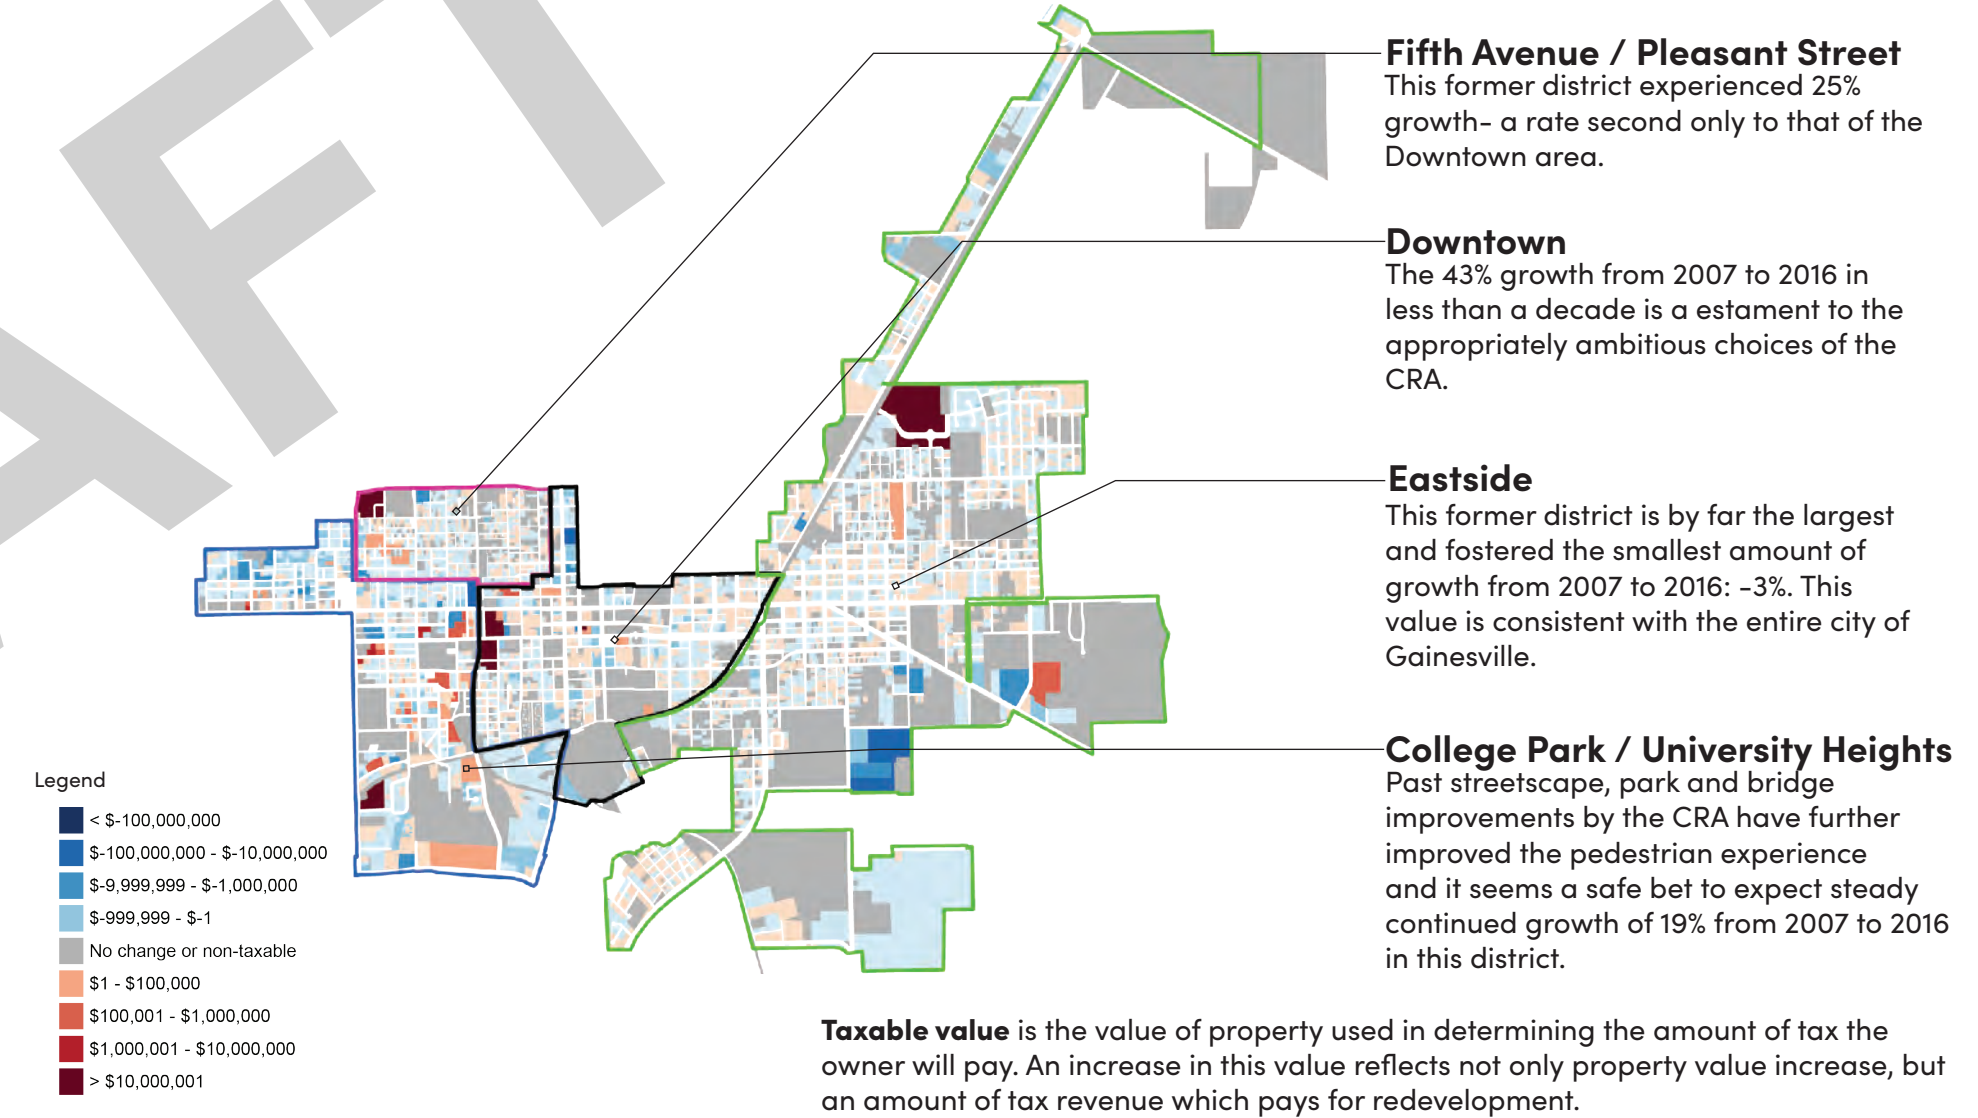 Fifth Avenue / Pleasant Street
This former district experienced 25%
growth- a rate second only to that of the
Downtown area.
Downtown
The 43% growth from 2007 to 2016 in
less than a decade is a estament to the
appropriately ambitious choices of the
CRA.
Eastside
This former district is by far the largest
and fostered the smallest amount of
growth from 2007 to 2016: -3%. This
value is consistent with the entire city of
Gainesville.
College Park / University Heights
Past streetscape, park and bridge
improvements by the CRA have further
improved the pedestrian experience
and it seems a safe bet to expect steady
continued growth of 19% from 2007 to 2016
in this district.
Legend
< $-100,000,000
$-100,000,000 - $-10,000,000
$-9,999,999 - $-1,000,000
$-999,999 - $-1
No change or non-taxable
$1 - $100,000
$100,001 - $1,000,000
$1,000,001 - $10,000,000
> $10,000,001
Taxable value is the value of property used in determining the amount of tax the
owner will pay. An increase in this value reflects not only property value increase, but
an amount of tax revenue which pays for redevelopment.
AFT